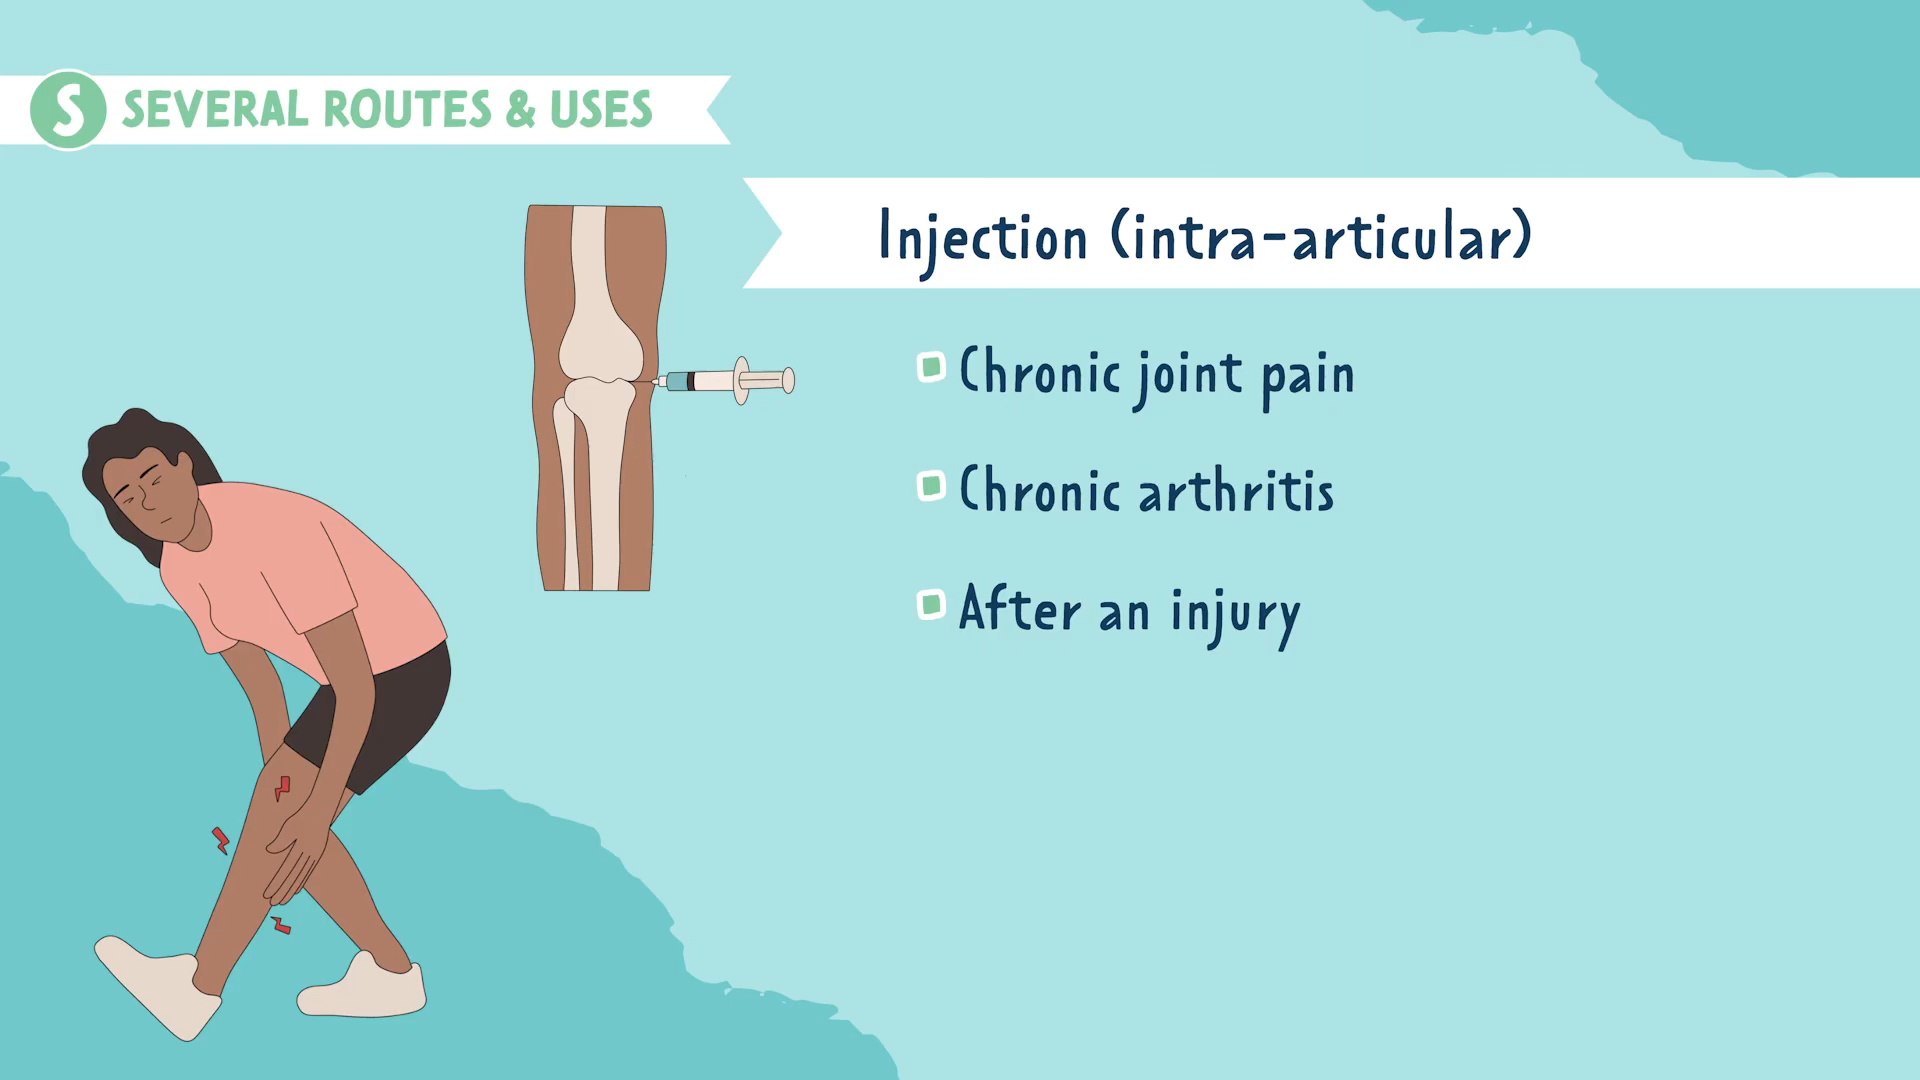 S SEVERAL ROUTES & USES
Injection (intra-articular)
Chronic joint pain
Chronic arthritis
After an injury